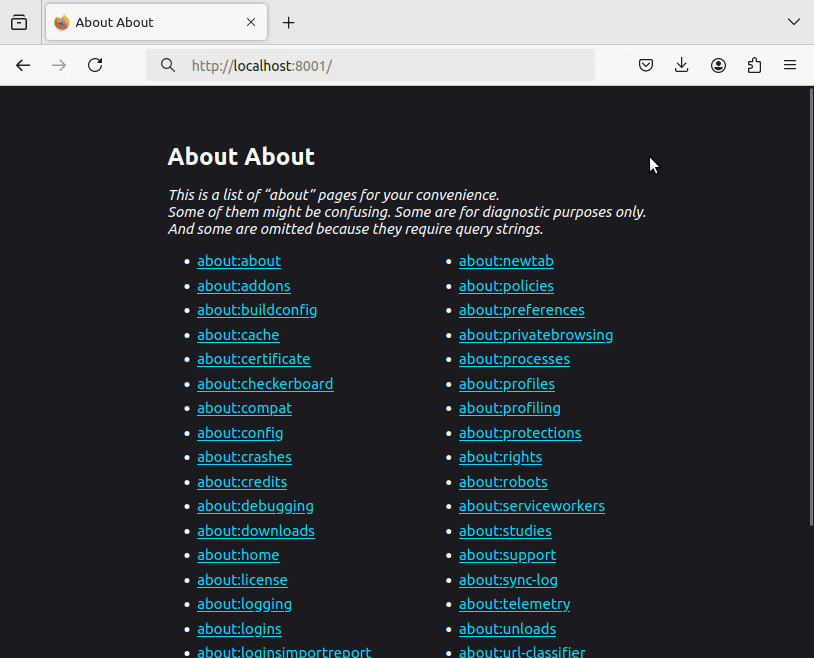 About About
http://localhost:8001/
About About
This is a list of “about” pages for your convenience.
Some of them might be confusing. Some are for diagnostic purposes only.
And some are omitted because they require query strings.
about:about
about:addons
about:buildconfig
about:cache
about:certificate
about:checkerboard
about:compat
about:config
about:crashes
about:credits
about:debugging
about:downloads
about:home
about:license
about:logging
about:logins
about:loginsimportreport
about:newtab
about:policies
about:preferences
about:privatebrowsing
about:processes
about:profiles
about:profiling
about:protections
about:rights
about:robots
about:serviceworkers
about:studies
about:support
about:sync-log
about:telemetry
about:unloads
about:url-classifier